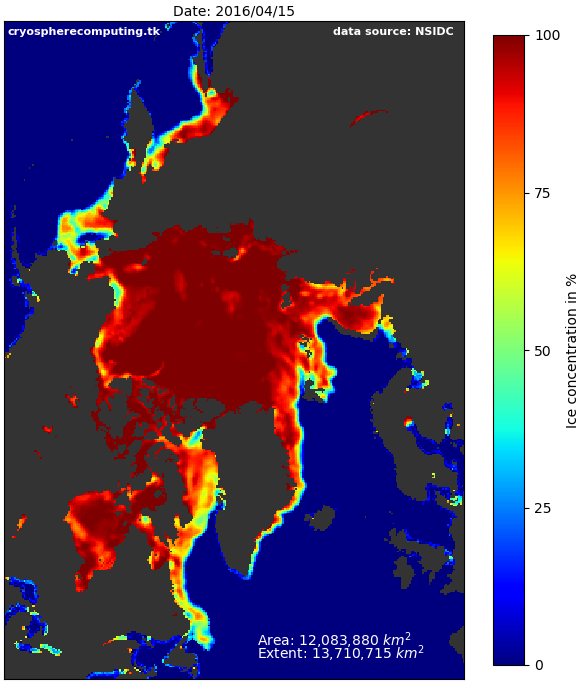 Date: 2016/04/15
cryospherecomputing.tk
data source: NSIDC
100
75
50
25
0
Ice concentration in %
Area: 12,083,880 km²
Extent: 13,710,715 km²